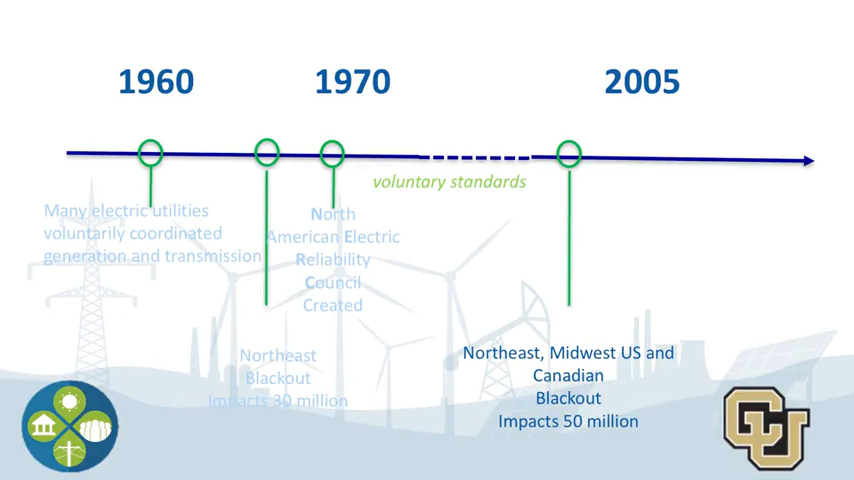 1960
1970
2005
voluntary standards
Many electric utilities
voluntarily coordinated
generation and transmission
North
American Electric
Reliability
Council
Created
Northeast
Blackout
Impacts 30 million
Northeast, Midwest US and
Canadian
Blackout
Impacts 50 million
CU